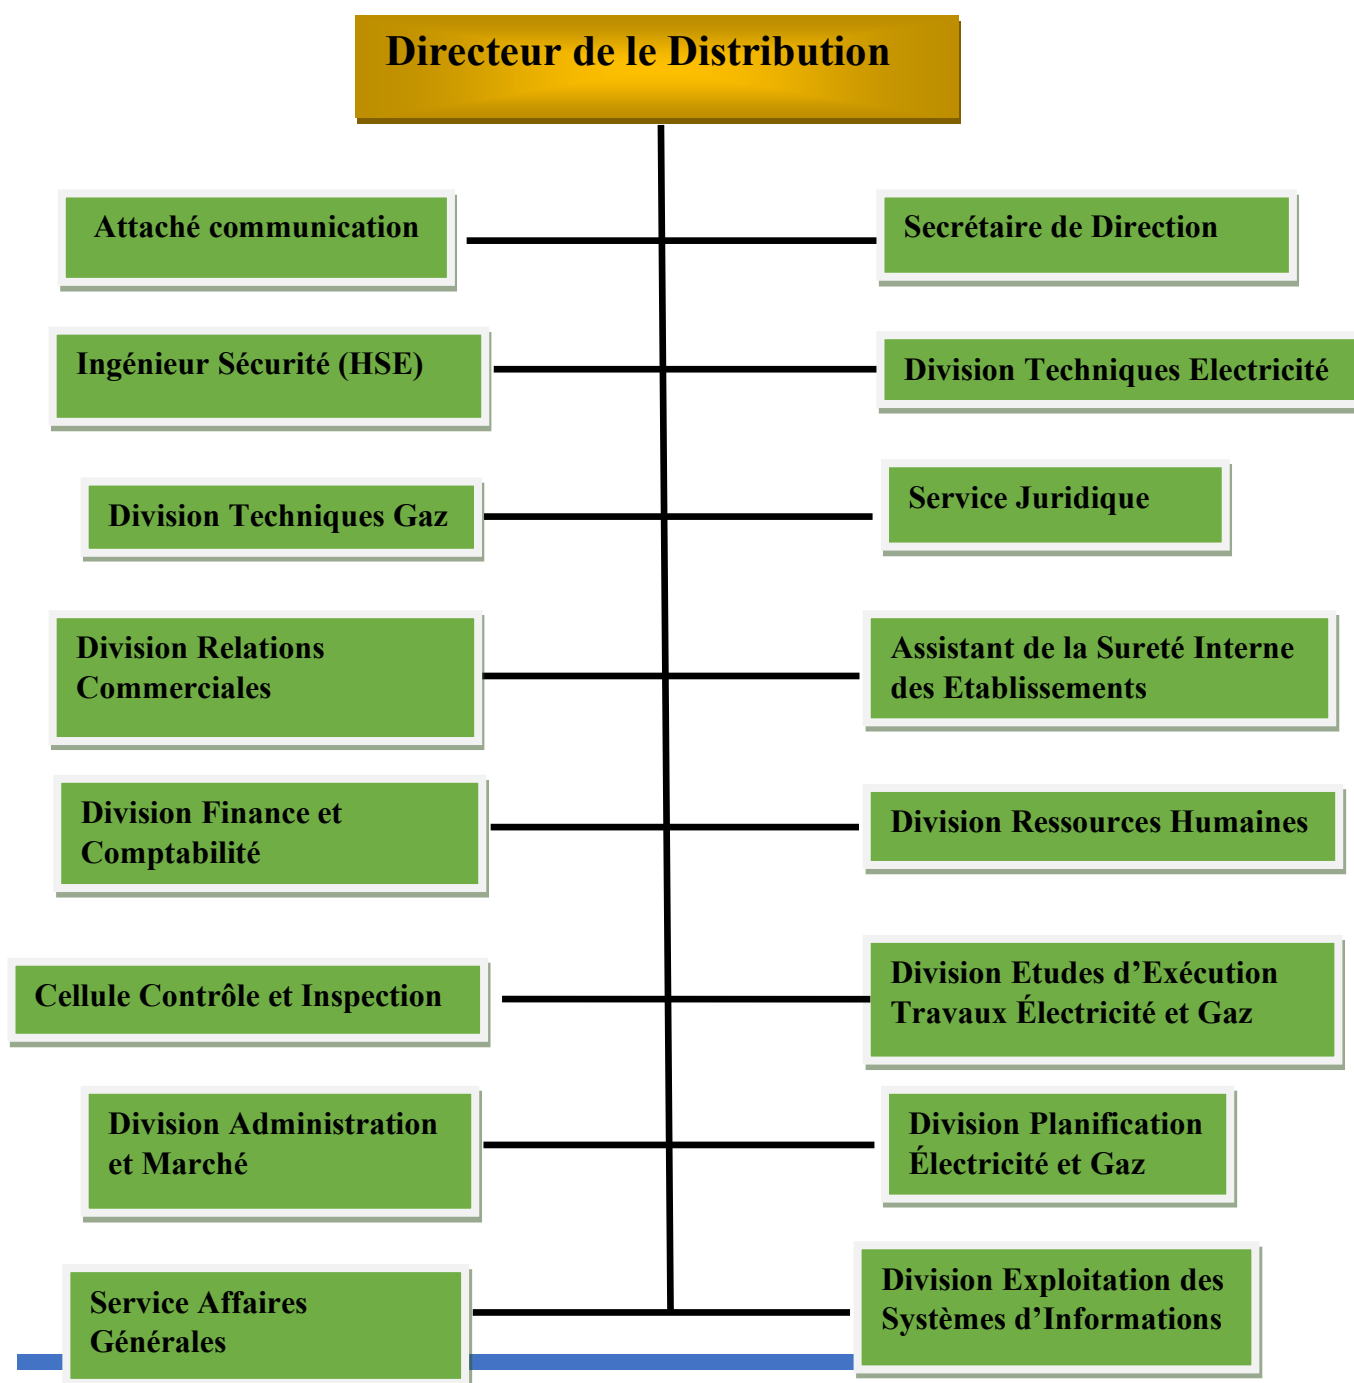 Directeur de le Distribution
Attaché communication
Secrétaire de Direction
Ingénieur Sécurité (HSE)
Division Techniques Electricité
Division Techniques Gaz
Service Juridique
Division Relations
Commerciales
Assistant de la Sureté Interne
des Etablissements
Division Finance et
Comptabilité
Division Ressources Humaines
Cellule Contrôle et Inspection
Division Etudes d’Exécution
Travaux Électricité et Gaz
Division Administration
et Marché
Division Planification
Électricité et Gaz
Service Affaires
Générales
Division Exploitation des
Systèmes d’Informations